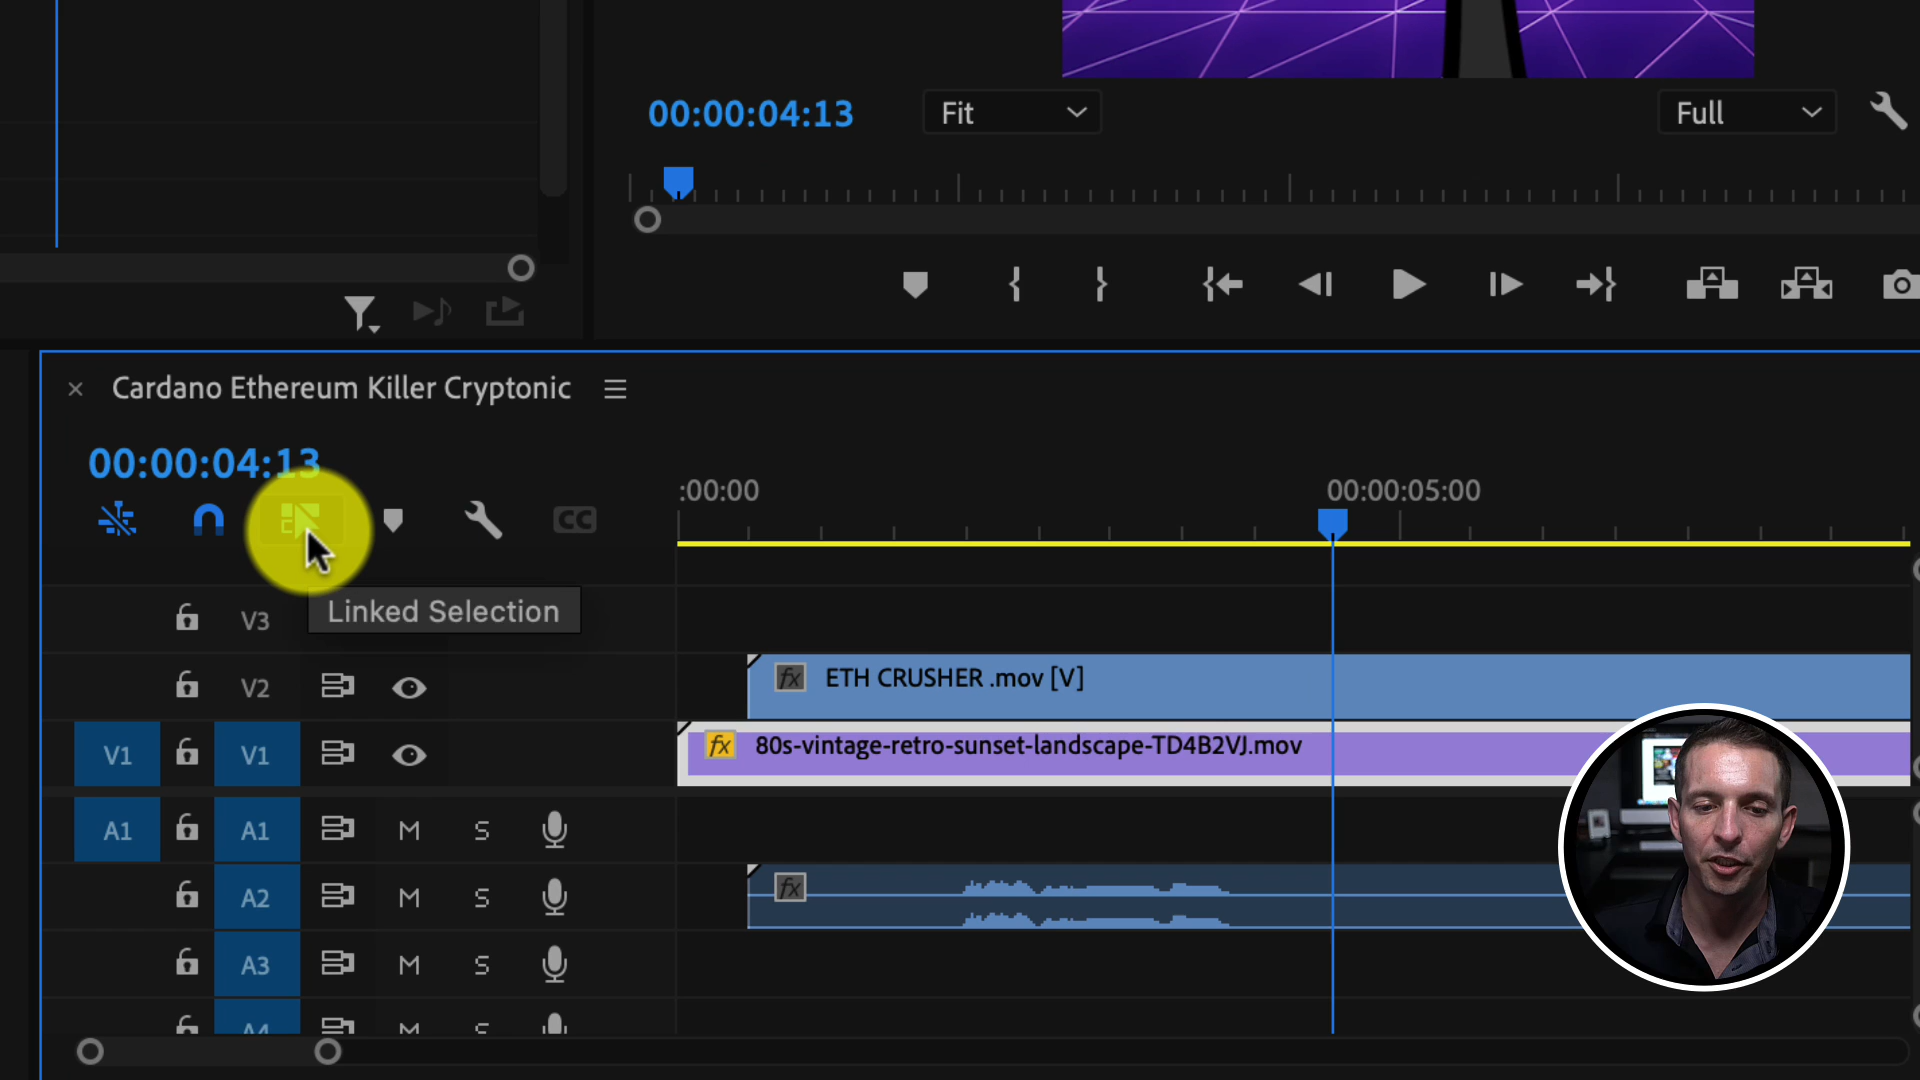 00:00:04:13
Fit
Full
Cardano Ethereum Killer Cryptonic
00:00:04:13
:00:00
00:00:05:00
CC
V3
Linked Selection
V2
fx ETH CRUSHER .mov [V]
V1
V1
fx 80s-vintage-retro-sunset-landscape-TD4B2VJ.mov
A1
A1
M
S
A2
M
S
fx
A3
M
S
A4
M
S